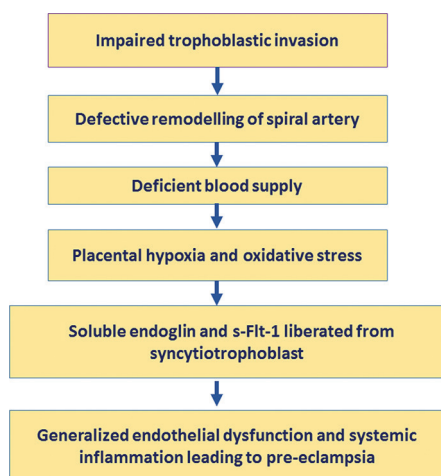 Impaired trophoblastic invasion
Defective remodelling of spiral artery
Deficient blood supply
Placental hypoxia and oxidative stress
Soluble endoglin and s-Flt-1 liberated from
syncytiotrophoblast
Generalized endothelial dysfunction and systemic
inflammation leading to pre-eclampsia